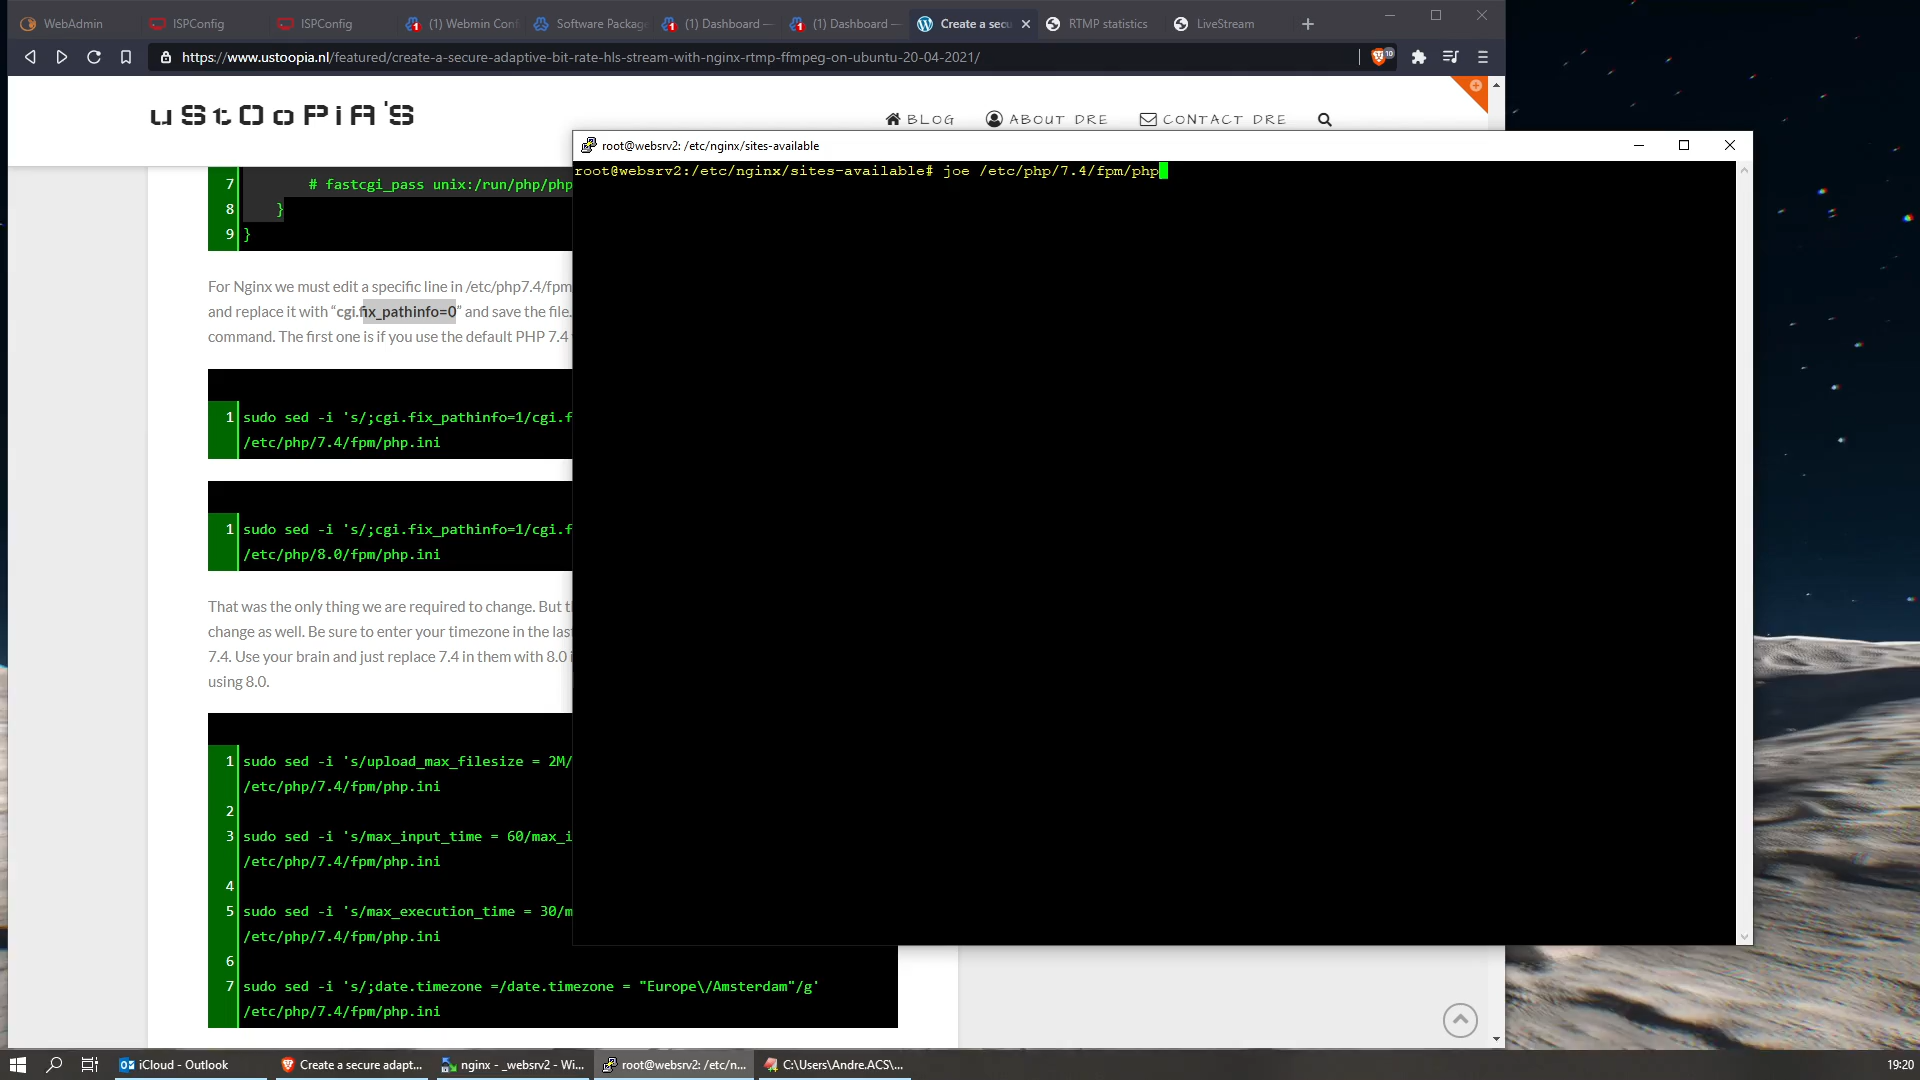 WebAdmin
ISPConfig
ISPConfig
(1) Webmin Conf
Software Packag
(1) Dashboard —
(1) Dashboard —
Create a secu
RTMP statistics
LiveStream
https://www.ustoopia.nl/featured/create-a-secure-adaptive-bit-rate-hls-stream-with-nginx-rtmp-ffmpeg-on-ubuntu-20-04-2021/
10
uStOoPiA'S
BLOG
ABOUT DRE
CONTACT DRE
root@websrv2: /etc/nginx/sites-available
root@websrv2:/etc/nginx/sites-available# joe /etc/php/7.4/fpm/php
7 # fastcgi_pass unix:/run/php/php
8 }
9 }
For Nginx we must edit a specific line in /etc/php7.4/fpm
and replace it with “cgi.fix_pathinfo=0” and save the file.
command. The first one is if you use the default PHP 7.4
1 sudo sed -i 's/;cgi.fix_pathinfo=1/cgi.f
/etc/php/7.4/fpm/php.ini
1 sudo sed -i 's/;cgi.fix_pathinfo=1/cgi.f
/etc/php/8.0/fpm/php.ini
That was the only thing we are required to change. But t
change as well. Be sure to enter your timezone in the las
7.4. Use your brain and just replace 7.4 in them with 8.0 i
using 8.0.
1 sudo sed -i 's/upload_max_filesize = 2M/
/etc/php/7.4/fpm/php.ini
2
3 sudo sed -i 's/max_input_time = 60/max_i
/etc/php/7.4/fpm/php.ini
4
5 sudo sed -i 's/max_execution_time = 30/m
/etc/php/7.4/fpm/php.ini
6
7 sudo sed -i 's/;date.timezone =/date.timezone = "Europe\/Amsterdam"/g'
/etc/php/7.4/fpm/php.ini
iCloud - Outlook
Create a secure adapt...
nginx - _websrv2 - Wi...
root@websrv2: /etc/n...
C:\Users\Andre.ACS\...
19:20